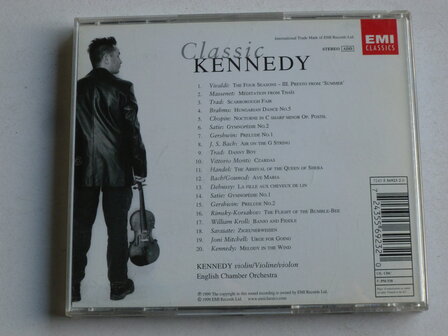 International Trade Mark of EMI Records Ltd.
STEREO ADD
EMI
CLASSICS
Classic
KENNEDY
1. Vivaldi: The Four Seasons – III. Presto from 'Summer'
2. Massenet: Méditation from Thaïs
3. Trad: Scarborough Fair
4. Brahms: Hungarian Dance No.5
5. Chopin: Nocturne in C sharp minor Op. Posth.
6. Satie: Gymnopédie No.2
7. Gershwin: Prelude No.1
8. J. S. Bach: Air on the G String
9. Trad: Danny Boy
10. Vittorio Monti: Czardas
11. Handel: The Arrival of the Queen of Sheba
12. Bach/Gounod: Ave Maria
13. Debussy: La fille aux cheveux de lin
14. Satie: Gymnopédie No.1
15. Gershwin: Prelude No.2
16. Rimsky-Korsakov: The Flight of the Bumble-Bee
17. William Kroll: Banjo and Fiddle
18. Sarasate: Zigeunerweisen
19. Joni Mitchell: Urge for Going
20. Kennedy: Melody in the Wind
KENNEDY violin/Violine/violon
English Chamber Orchestra
7 24355 69232 0